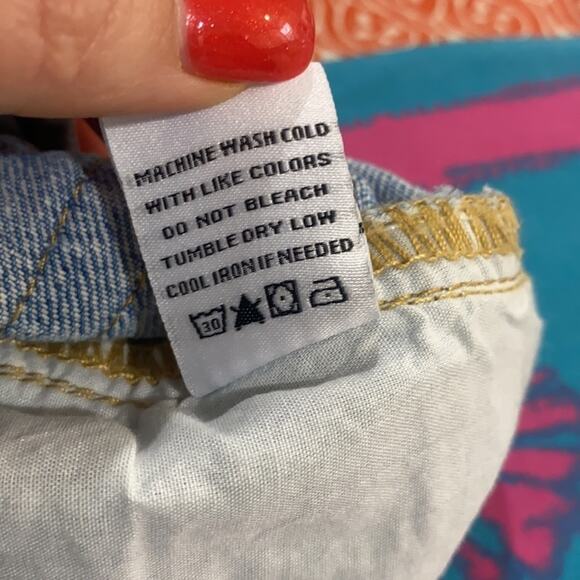 MACHINE WASH COLD
WITH LIKE COLORS
DO NOT BLEACH
TUMBLE DRY LOW
COOL IRON IF NEEDED
30